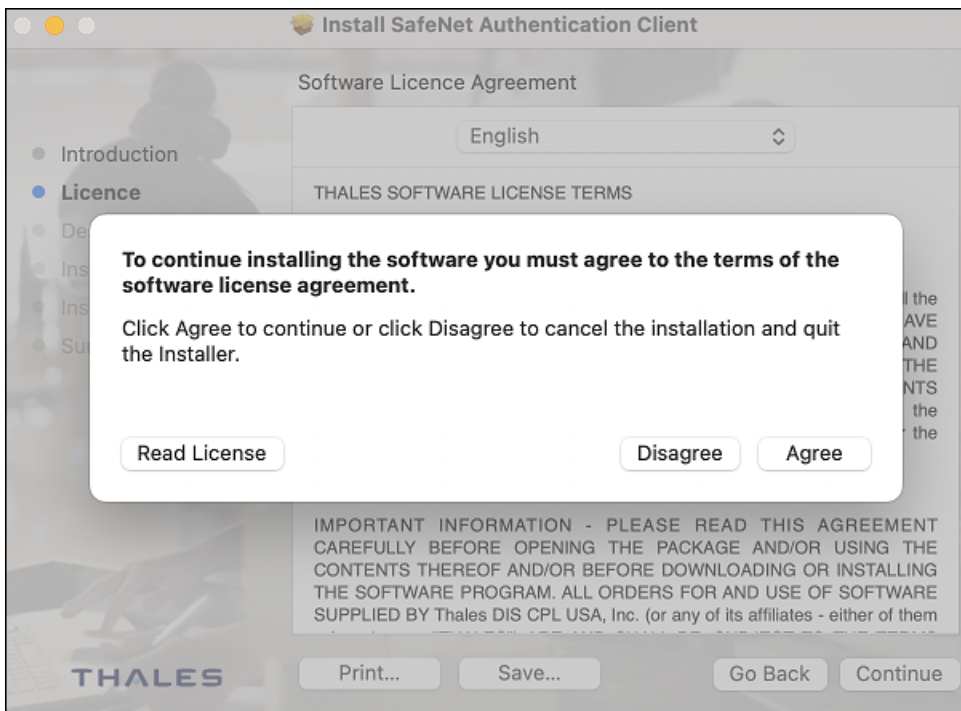 Install SafeNet Authentication Client
Software Licence Agreement
English
Introduction
Licence
THALES SOFTWARE LICENSE TERMS
To continue installing the software you must agree to the terms of the
software license agreement.
Click Agree to continue or click Disagree to cancel the installation and quit
the Installer.
Read License
Disagree
Agree
the
AND
THE
the
the
IMPORTANT INFORMATION - PLEASE READ THIS AGREEMENT
CAREFULLY BEFORE OPENING THE PACKAGE AND/OR USING THE
CONTENTS THEREOF AND/OR BEFORE DOWNLOADING OR INSTALLING
THE SOFTWARE PROGRAM. ALL ORDERS FOR AND USE OF SOFTWARE
SUPPLIED BY Thales DIS CPL USA, Inc. (or any of its affiliates - either of them
THALES
Print...
Save...
Go Back
Continue